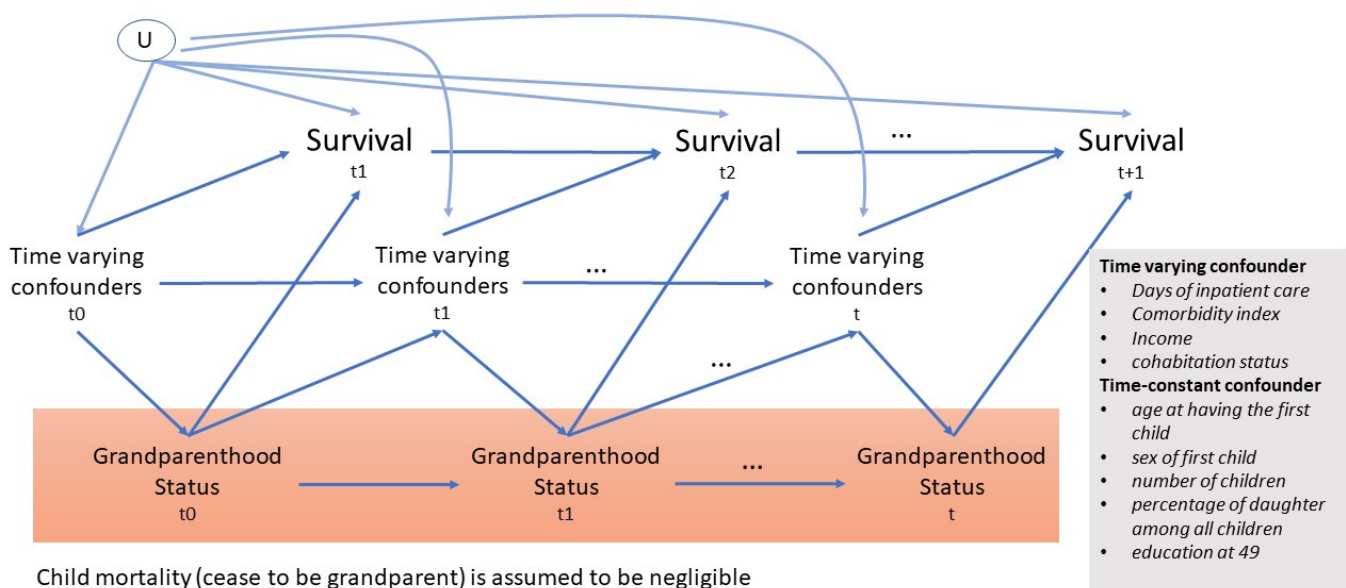 U
...
Survival
t1
Survival
t2
Survival
t+1
Time varying
confounders
t0
Time varying
confounders
t1
...
Time varying
confounders
t
...
Grandparenthood
Status
t0
Grandparenthood
Status
t1
...
Grandparenthood
Status
t
Time varying confounder
• Days of inpatient care
• Comorbidity index
• Income
• cohabitation status
Time-constant confounder
• age at having the first
child
• sex of first child
• number of children
• percentage of daughter
among all children
• education at 49
Child mortality (cease to be grandparent) is assumed to be negligible